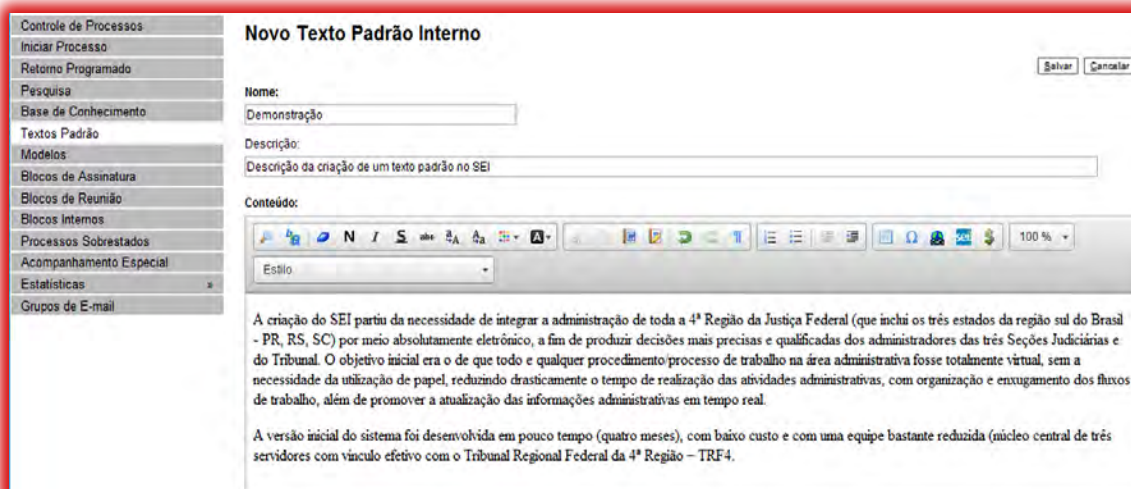 Controle de Processos
Iniciar Processo
Retorno Programado
Pesquisa
Base de Conhecimento
Textos Padrão
Modelos
Blocos de Assinatura
Blocos de Reunião
Blocos Internos
Processos Sobrestados
Acompanhamento Especial
Estatísticas
Grupos de E-mail
Novo Texto Padrão Interno
Salvar Cancelar
Nome:
Demonstração
Descrição:
Descrição da criação de um texto padrão no SEI
Conteúdo:
N I S abc
100 %
Estilo
A criação do SEI partiu da necessidade de integrar a administração de toda a 4ª Região da Justiça Federal (que inclui os três estados da região sul do Brasil
- PR, RS, SC) por meio absolutamente eletrônico, a fim de produzir decisões mais precisas e qualificadas dos administradores das três Seções Judiciárias e
do Tribunal. O objetivo inicial era o de que todo e qualquer procedimento/processo de trabalho na área administrativa fosse totalmente virtual, sem a
necessidade da utilização de papel, reduzindo drasticamente o tempo de realização das atividades administrativas, com organização e enxugamento dos fluxos
de trabalho, além de promover a atualização das informações administrativas em tempo real.
A versão inicial do sistema foi desenvolvida em pouco tempo (quatro meses), com baixo custo e com uma equipe bastante reduzida (núcleo central de três
servidores com vínculo efetivo com o Tribunal Regional Federal da 4ª Região – TRF4.